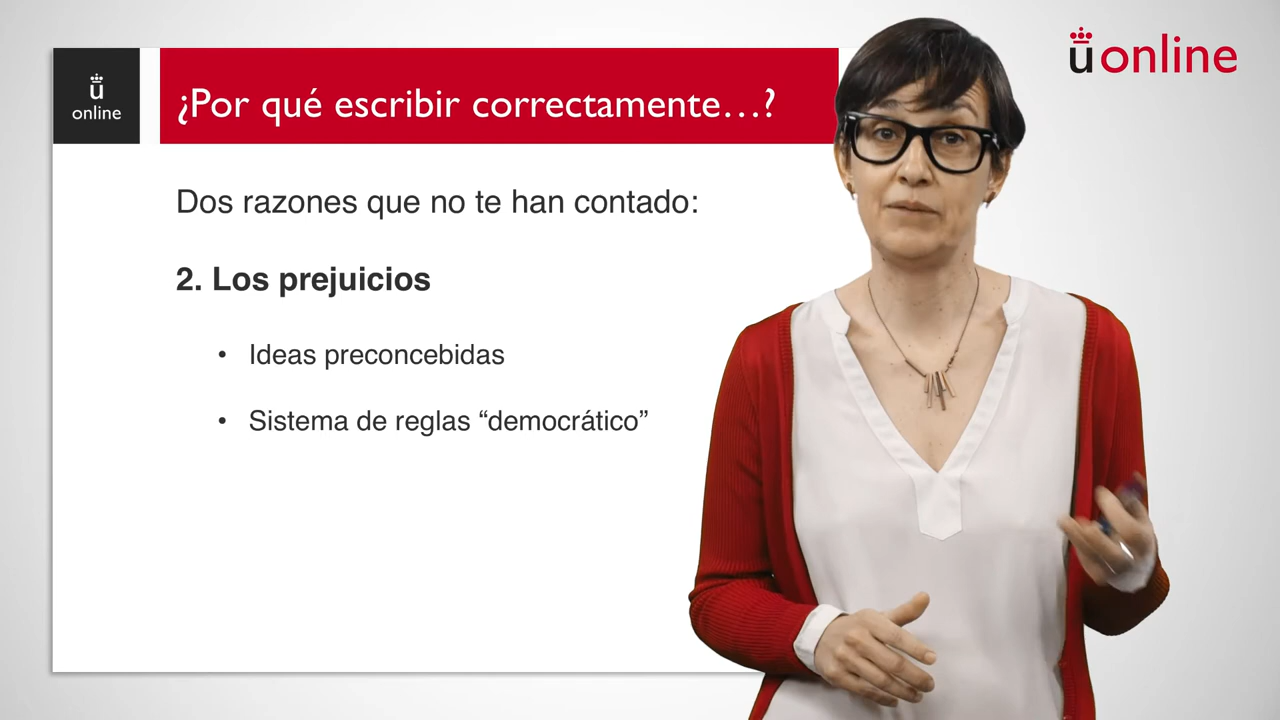 ü online
ü
online
¿Por qué escribir correctamente…?
Dos razones que no te han contado:
2. Los prejuicios
• Ideas preconcebidas
• Sistema de reglas “democrático”